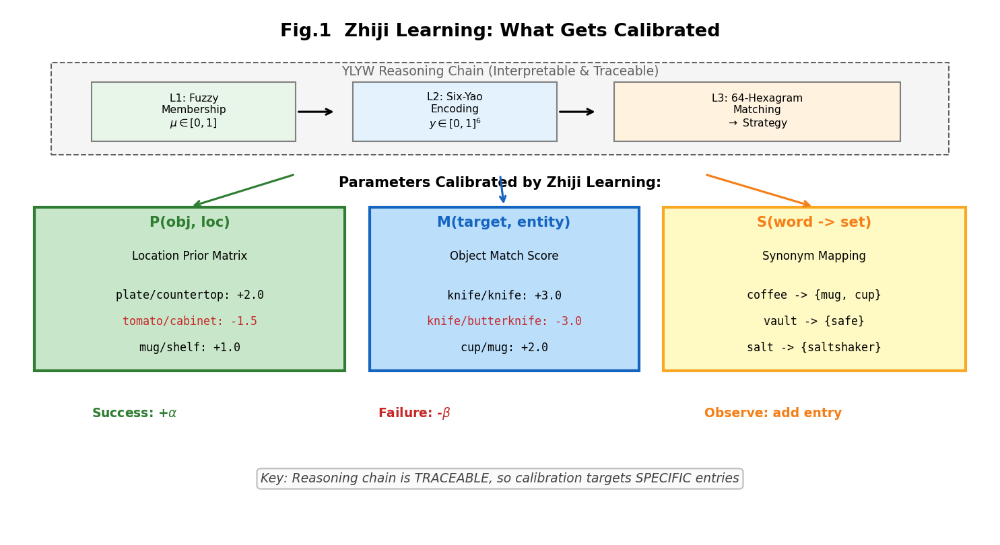 Fig.1  Zhiji Learning: What Gets Calibrated
YLYW Reasoning Chain (Interpretable & Traceable)
L1: Fuzzy
Membership
μ ∈ [0, 1]
L2: Six-Yao
Encoding
y ∈ [0, 1]⁶
L3: 64-Hexagram
Matching
→ Strategy
Parameters Calibrated by Zhiji Learning:
P(obj, loc)
Location Prior Matrix
plate/countertop: +2.0
tomato/cabinet: -1.5
mug/shelf: +1.0
M(target, entity)
Object Match Score
knife/knife: +3.0
knife/butterknife: -3.0
cup/mug: +2.0
S(word -> set)
Synonym Mapping
coffee -> {mug, cup}
vault -> {safe}
salt -> {saltshaker}
Success: +α
Failure: -β
Observe: add entry
Key: Reasoning chain is TRACEABLE, so calibration targets SPECIFIC entries